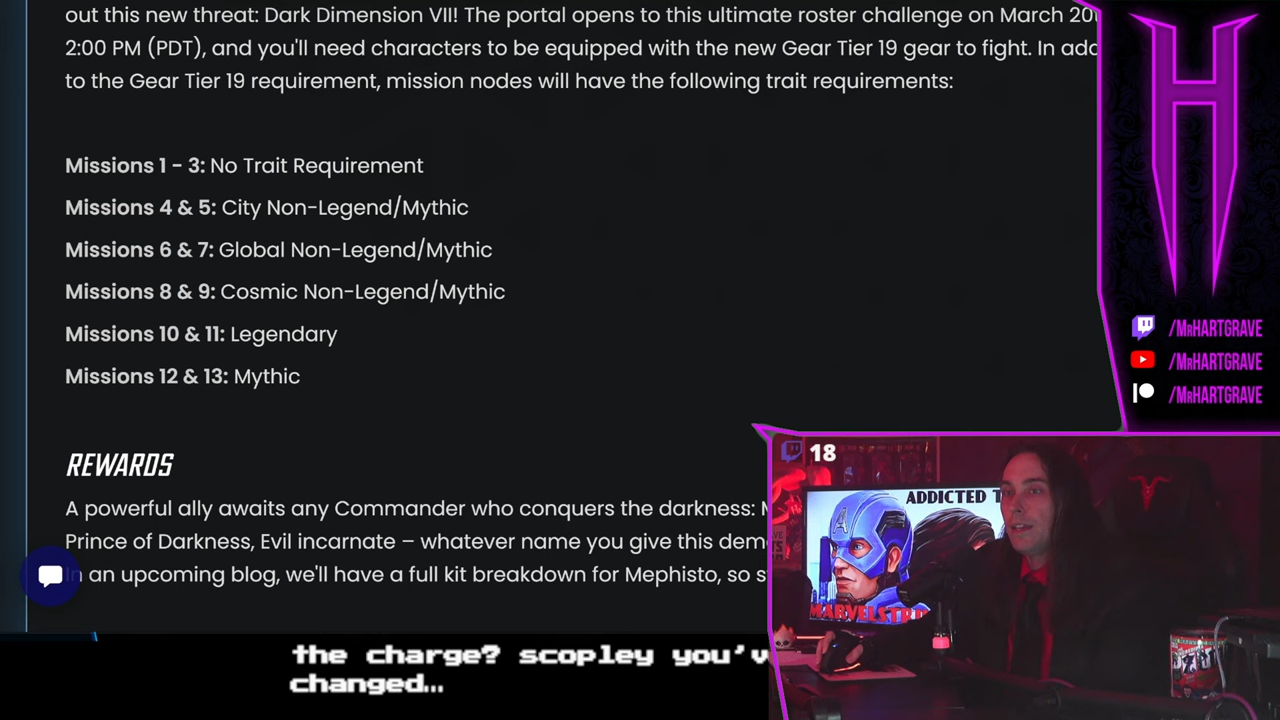 out this new threat: Dark Dimension VII! The portal opens to this ultimate roster challenge on March
2:00 PM (PDT), and you'll need characters to be equipped with the new Gear Tier 19 gear to fight. In
to the Gear Tier 19 requirement, mission nodes will have the following trait requirements:
Missions 1 - 3: No Trait Requirement
Missions 4 & 5: City Non-Legend/Mythic
Missions 6 & 7: Global Non-Legend/Mythic
Missions 8 & 9: Cosmic Non-Legend/Mythic
Missions 10 & 11: Legendary
Missions 12 & 13: Mythic
REWARDS
A powerful ally awaits any Commander who conquers the darkness:
Prince of Darkness, Evil incarnate – whatever name you give this
in an upcoming blog, we'll have a full kit breakdown for Mephisto, so
the charge? scopley
changed...
H
/MRHARTGRAVE
/MRHARTGRAVE
/MRHARTGRAVE
18
ADDICTED